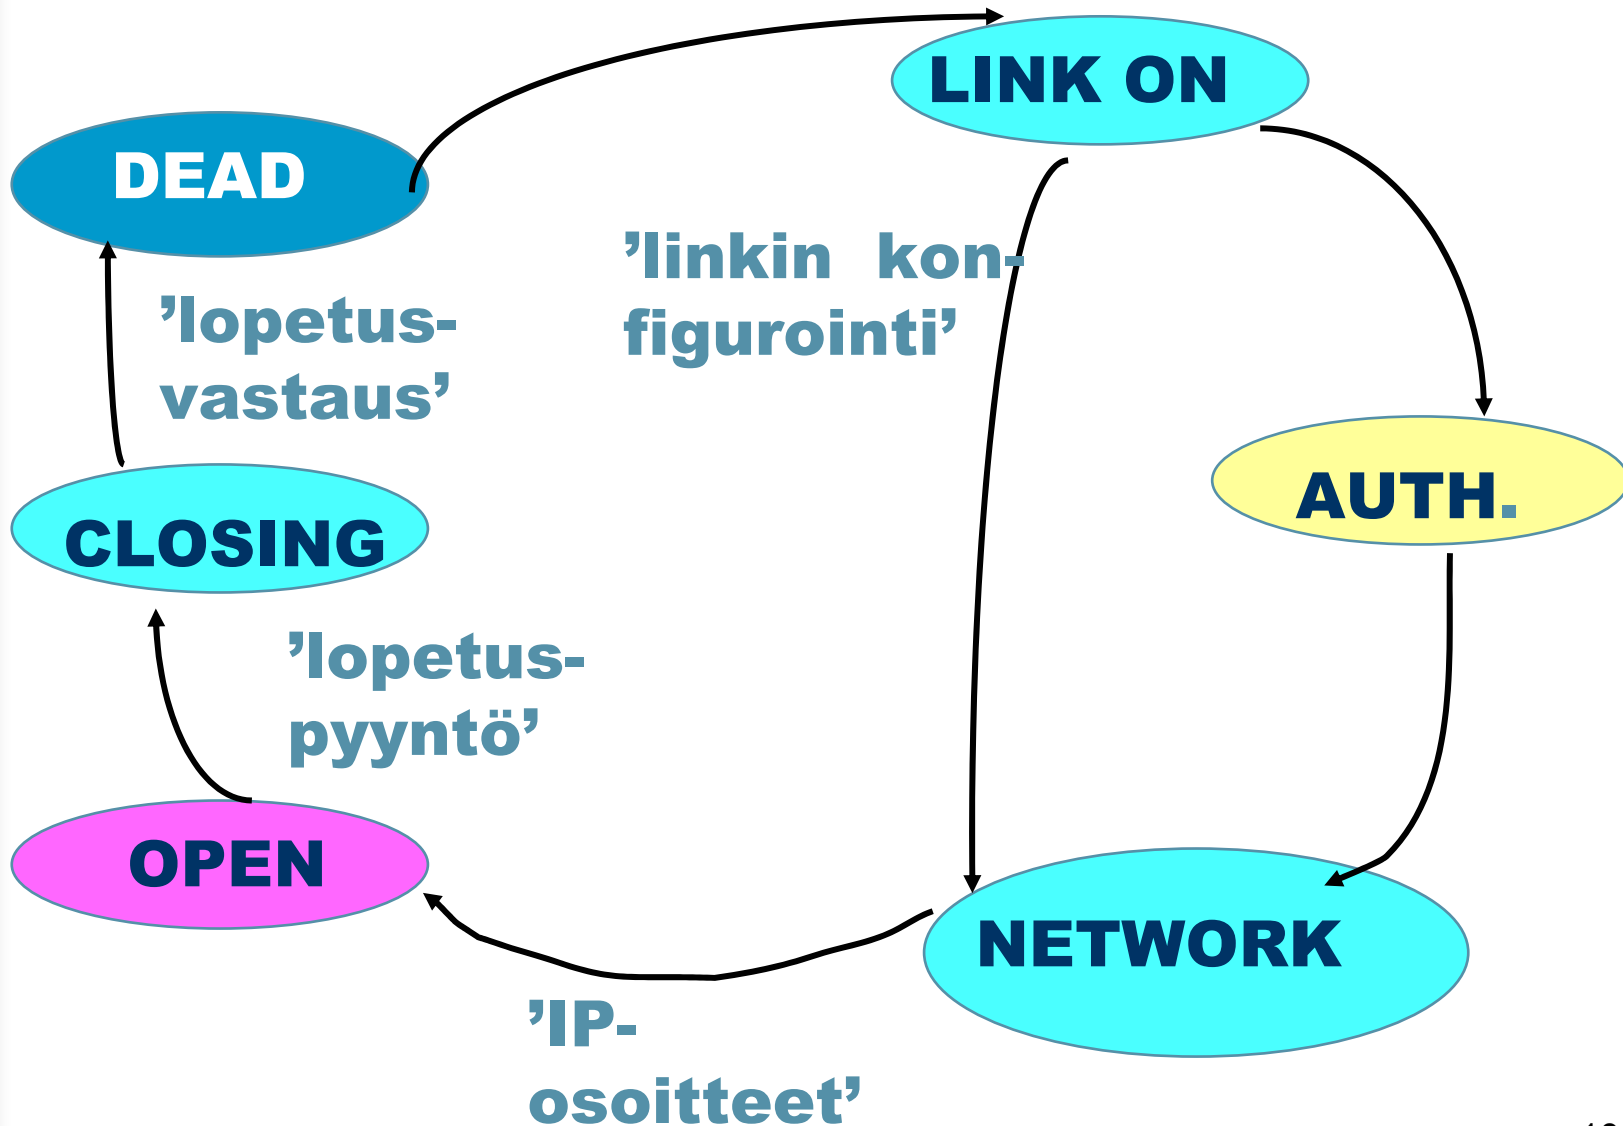 LINK ON
DEAD
’linkin kon-
figurointi’
’lopetus-
vastaus’
AUTH.
CLOSING
’lopetus-
pyyntö’
OPEN
NETWORK
’IP-
osoitteet’